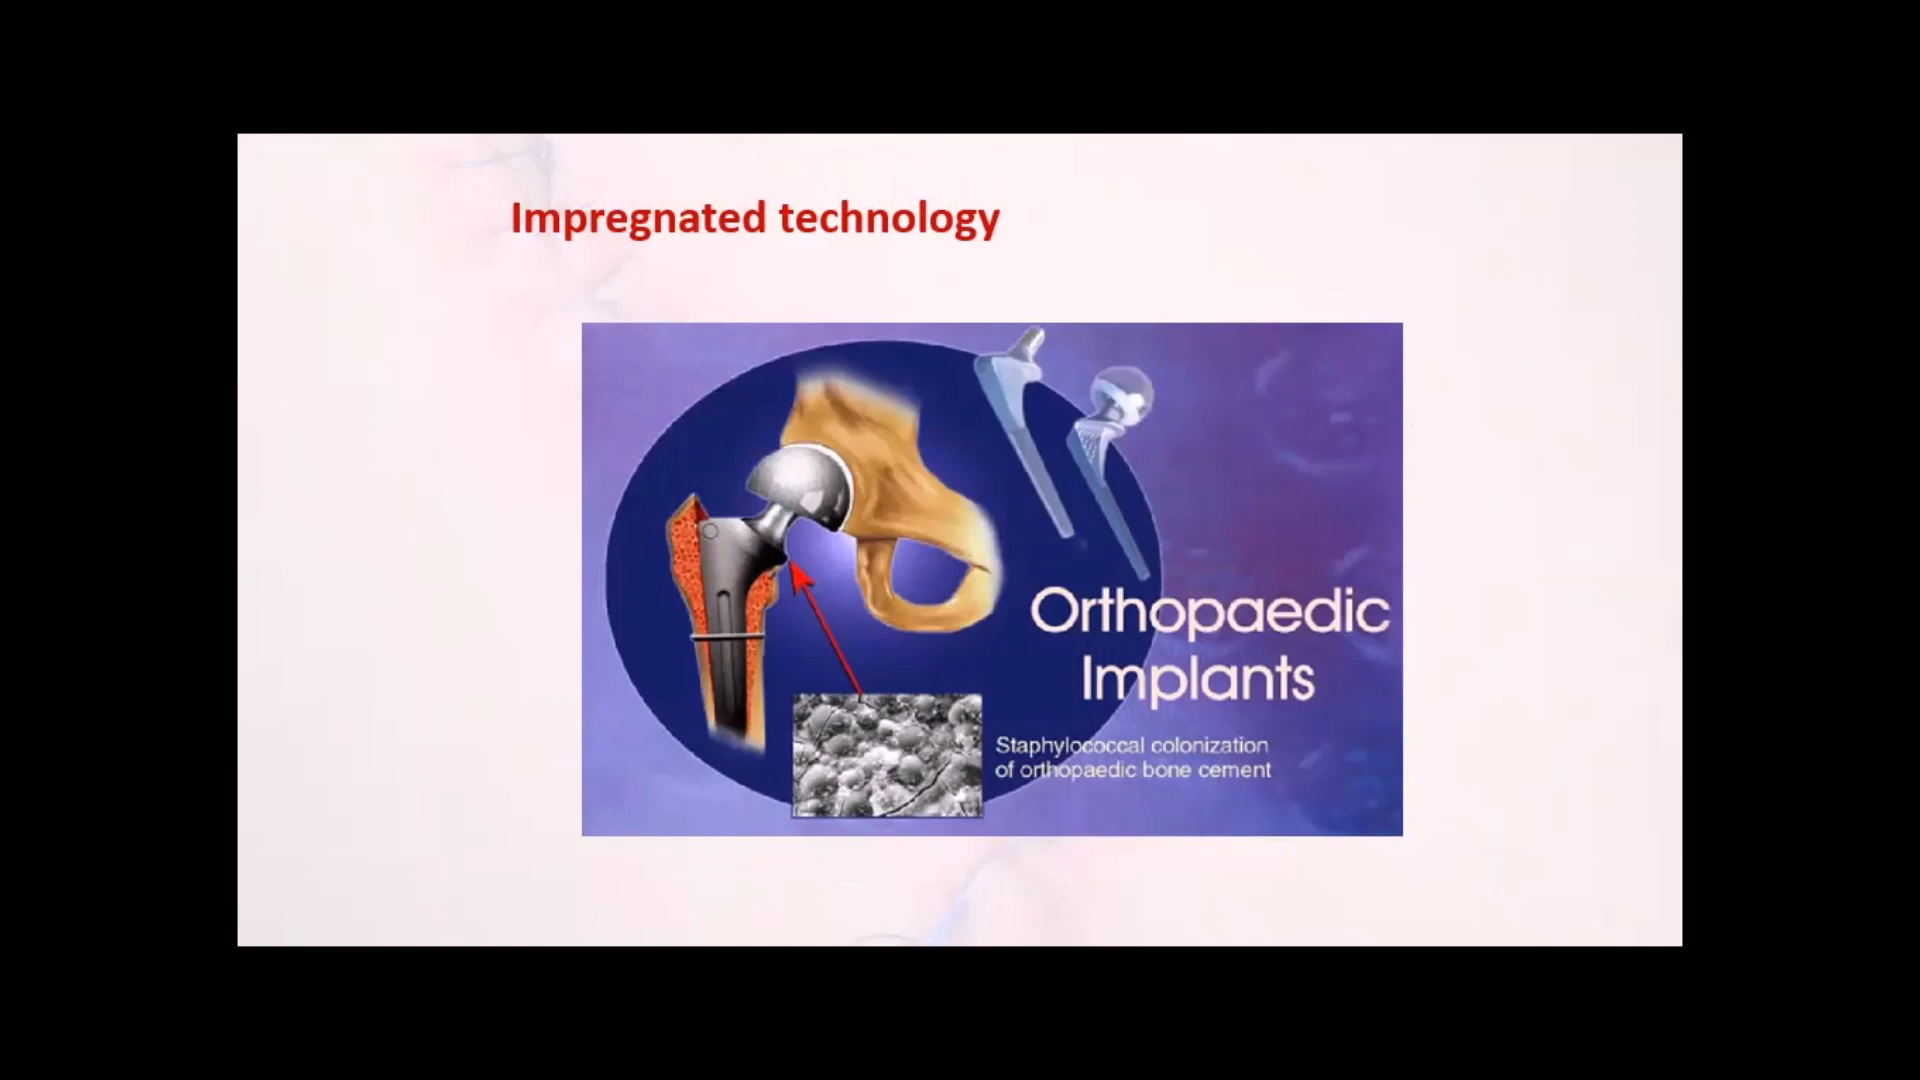 Impregnated technology
Orthopaedic
Implants
Staphylococcal colonization
of orthopaedic bone cement